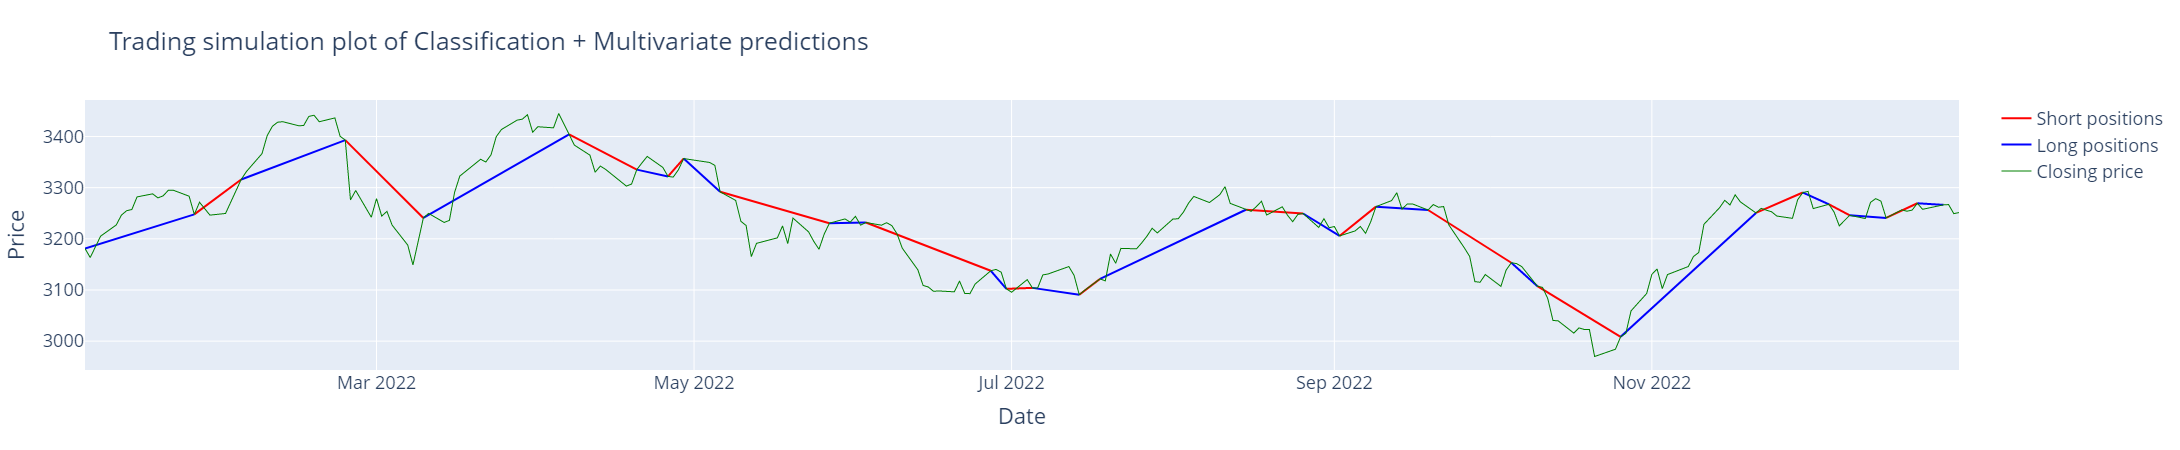 Trading simulation plot of Classification + Multivariate predictions
Short positions
Long positions
Closing price
3400
3300
3200
3100
3000
Price
Mar 2022
May 2022
Jul 2022
Sep 2022
Nov 2022
Date